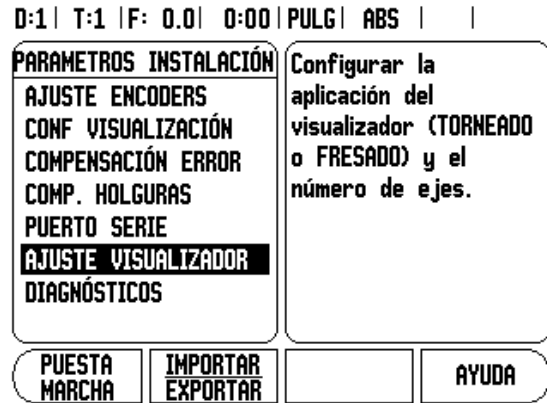 D:1| T:1 |F: 0.0| 0:00|PULG| ABS | |
PARAMETROS INSTALACIÓN
AJUSTE ENCODERS
CONF VISUALIZACIÓN
COMPENSACIÓN ERROR
COMP. HOLGURAS
PUERTO SERIE
AJUSTE VISUALIZADOR
DIAGNÓSTICOS
Configurar la
aplicación del
visualizador (TORNEADO
o FRESADO) y el
número de ejes.
PUESTA
MARCHA
IMPORTAR
EXPORTAR
AYUDA